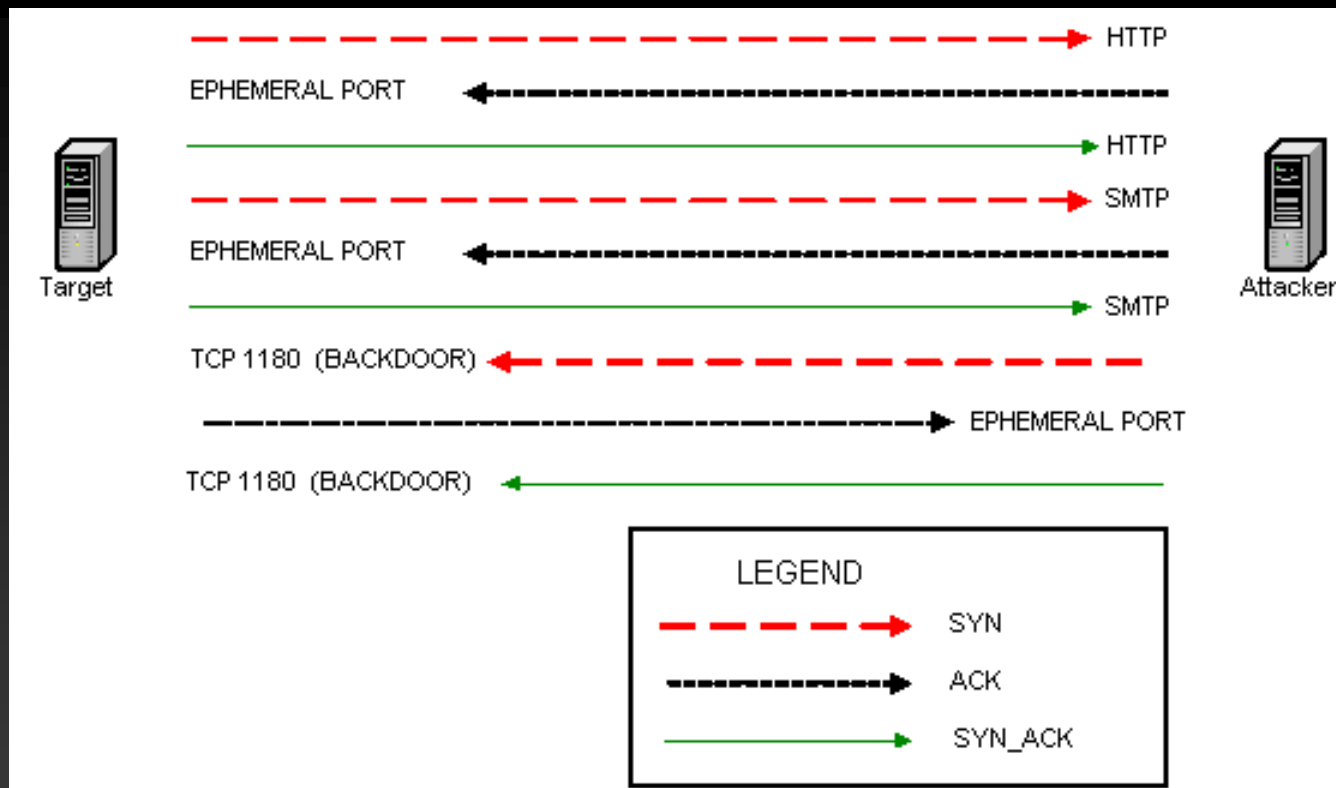 HTTP
EPHEMERAL PORT
HTTP
SMTP
EPHEMERAL PORT
Target
Attacker
SMTP
TCP 1180 (BACKDOOR)
EPHEMERAL PORT
TCP 1180 (BACKDOOR)
LEGEND
SYN
ACK
SYN_ACK